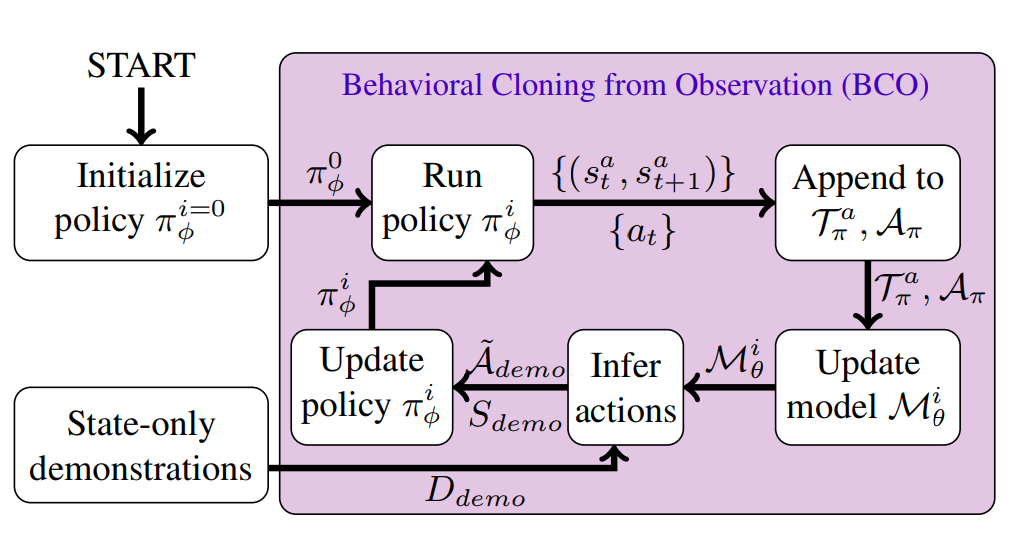 START
Behavioral Cloning from Observation (BCO)
Initialize
policy $\pi_\phi^{i=0}$
$\pi_\phi^0$
Run
policy $\pi_\phi^i$
$\{(s_t^a, s_{t+1}^a)\}$
$\{a_t\}$
Append to
$\mathcal{T}_\pi^a, \mathcal{A}_\pi$
$\mathcal{T}_\pi^a, \mathcal{A}_\pi$
Update
model $\mathcal{M}_\theta^i$
$\mathcal{M}_\theta^i$
Infer
actions
$\tilde{\mathcal{A}}_{demo}$
$S_{demo}$
Update
policy $\pi_\phi^i$
$\pi_\phi^i$
State-only
demonstrations
$D_{demo}$